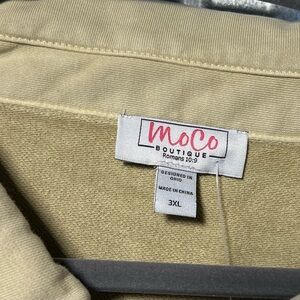 MoCo
BOUTIQUE
Romans 10:9
DESIGNED IN
OHIO
MADE IN CHINA
3XL